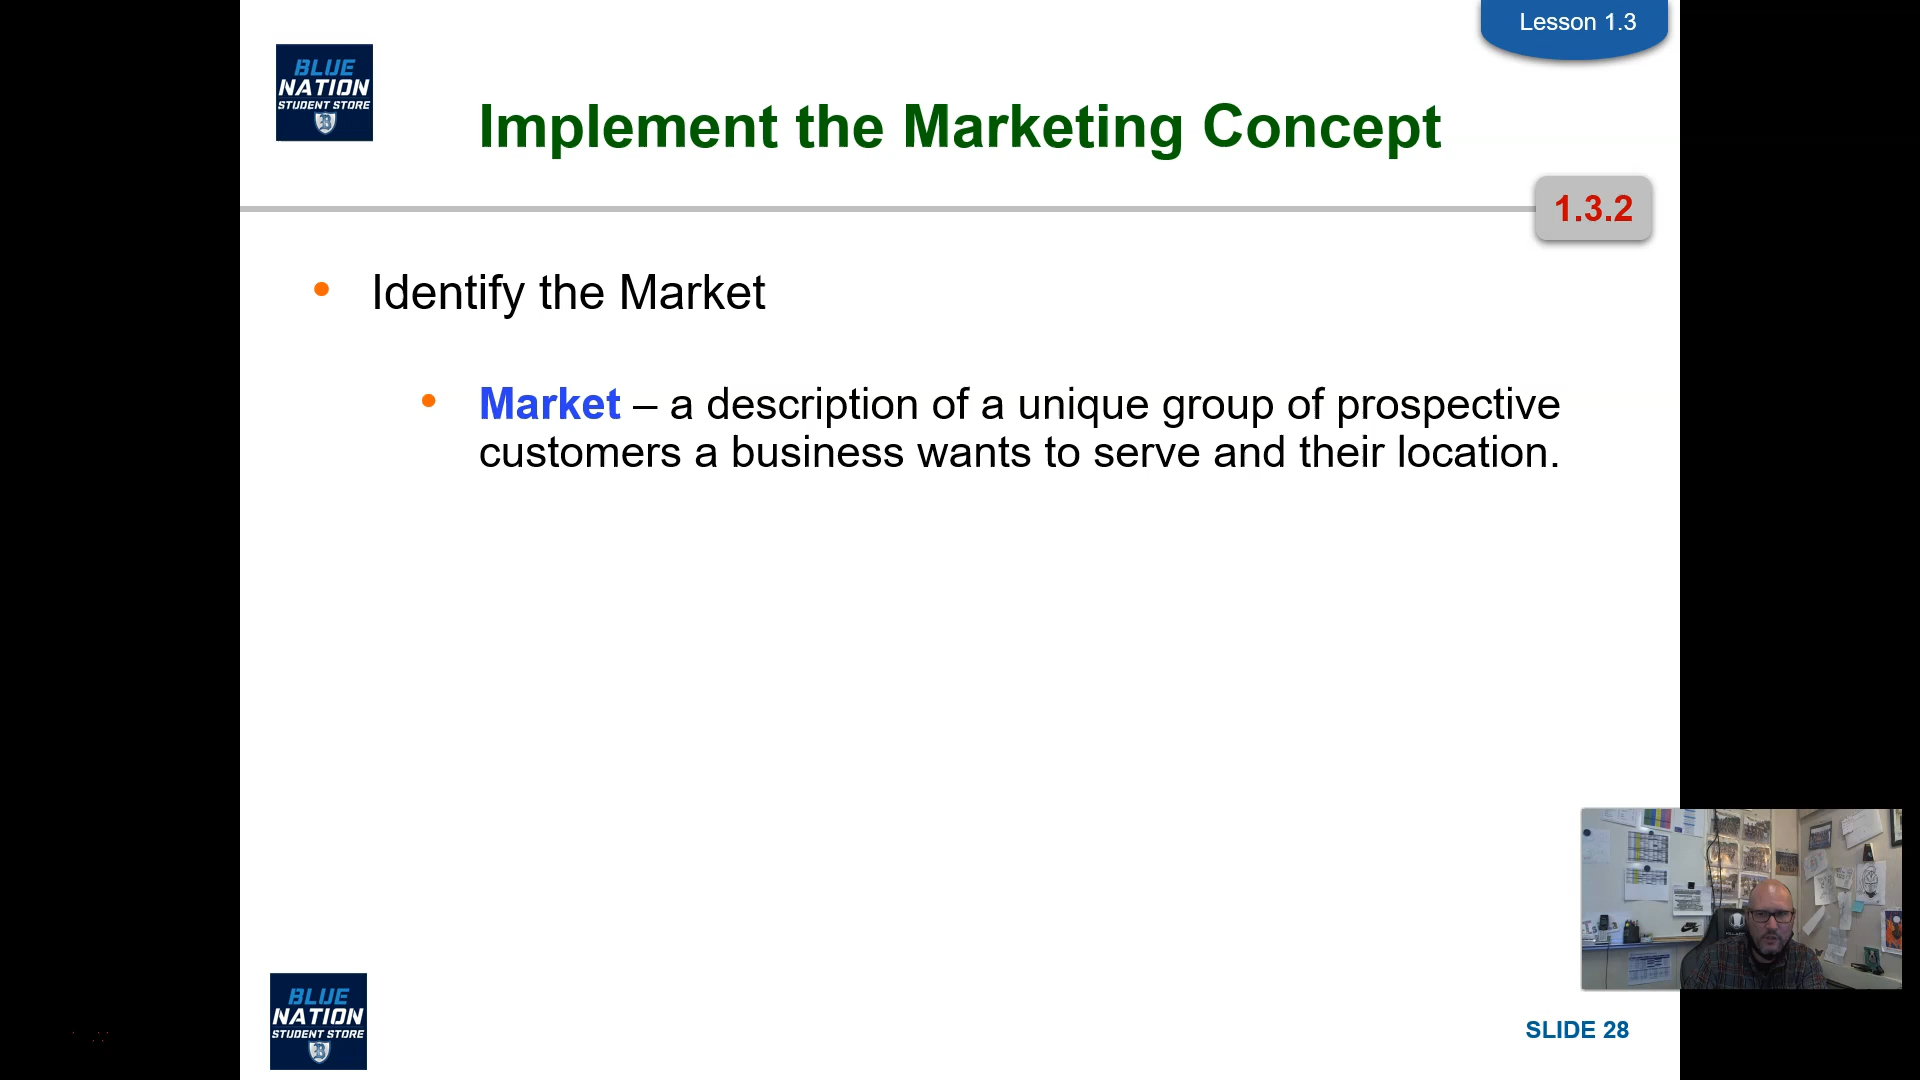 Lesson 1.3
BLUE
NATION
STUDENT STORE
B
Implement the Marketing Concept
1.3.2
• Identify the Market
• Market – a description of a unique group of prospective
customers a business wants to serve and their location.
BLUE
NATION
STUDENT STORE
B
SLIDE 28